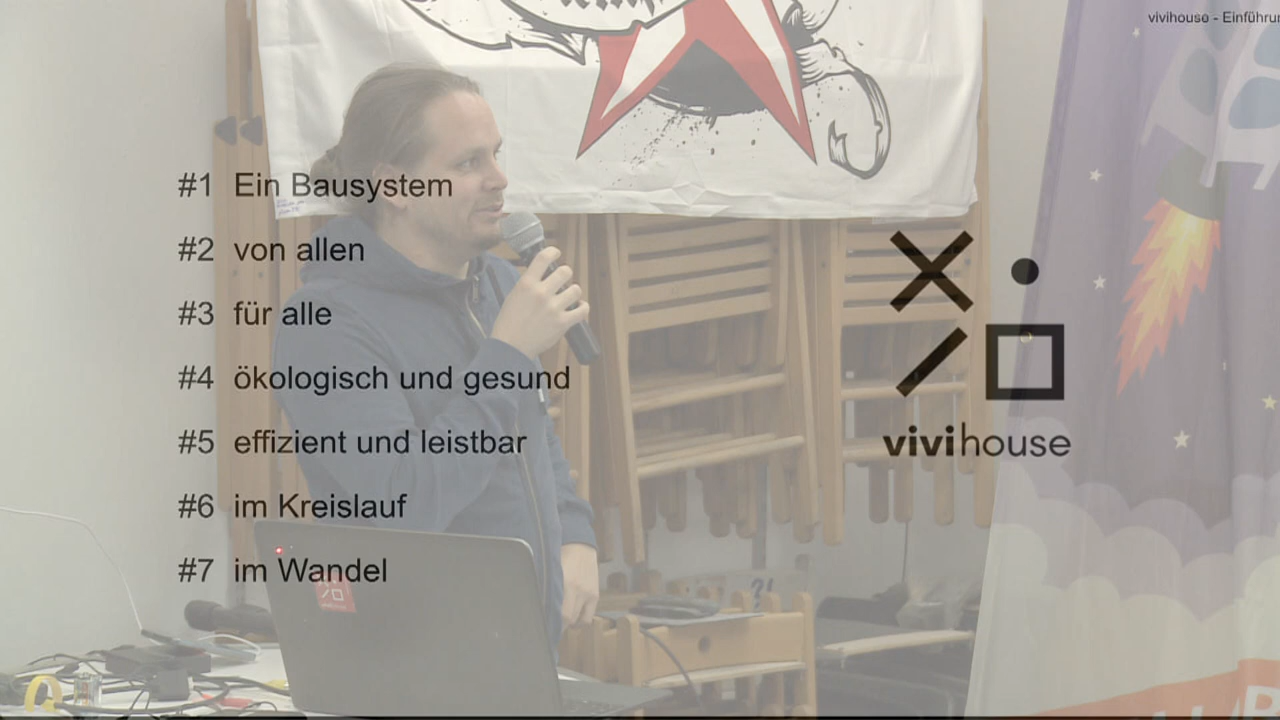 vivihouse - Einführu
#1 Ein Bausystem
#2 von allen
#3 für alle
#4 ökologisch und gesund
#5 effizient und leistbar
#6 im Kreislauf
#7 im Wandel
vivihouse